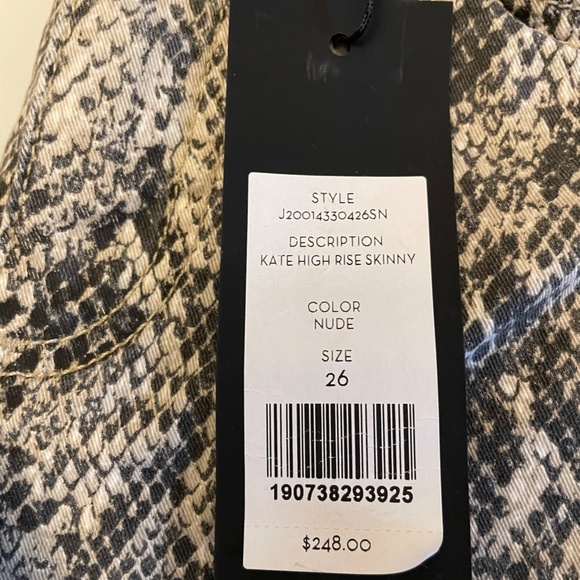 STYLE
J20014330426SN
DESCRIPTION
KATE HIGH RISE SKINNY
COLOR
NUDE
SIZE
26
190738293925
$248.00